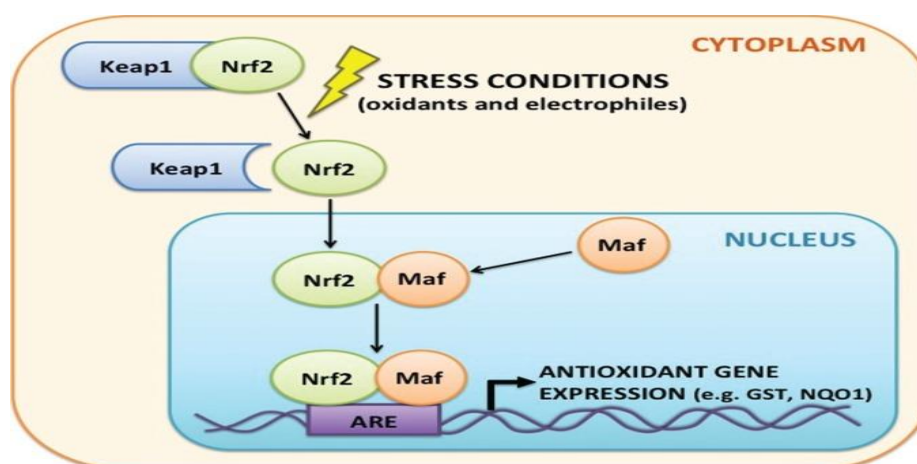 CYTOPLASM
Keap1
Nrf2
STRESS CONDITIONS
(oxidants and electrophiles)
Keap1
Nrf2
NUCLEUS
Maf
Nrf2
Maf
Nrf2
Maf
ARE
ANTIOXIDANT GENE
EXPRESSION (e.g. GST, NQO1)